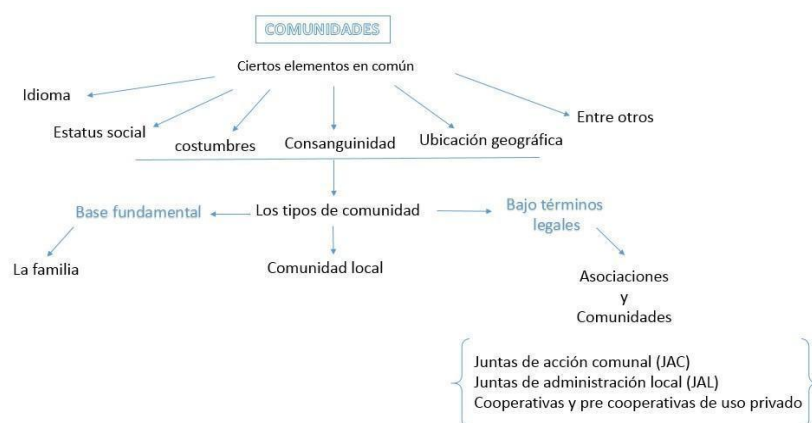 COMUNIDADES
Ciertos elementos en común
Idioma
Estatus social
costumbres
Consanguinidad
Ubicación geográfica
Entre otros
Base fundamental
Los tipos de comunidad
Bajo términos
legales
La familia
Comunidad local
Asociaciones
y
Comunidades
Juntas de acción comunal (JAC)
Juntas de administración local (JAL)
Cooperativas y pre cooperativas de uso privado